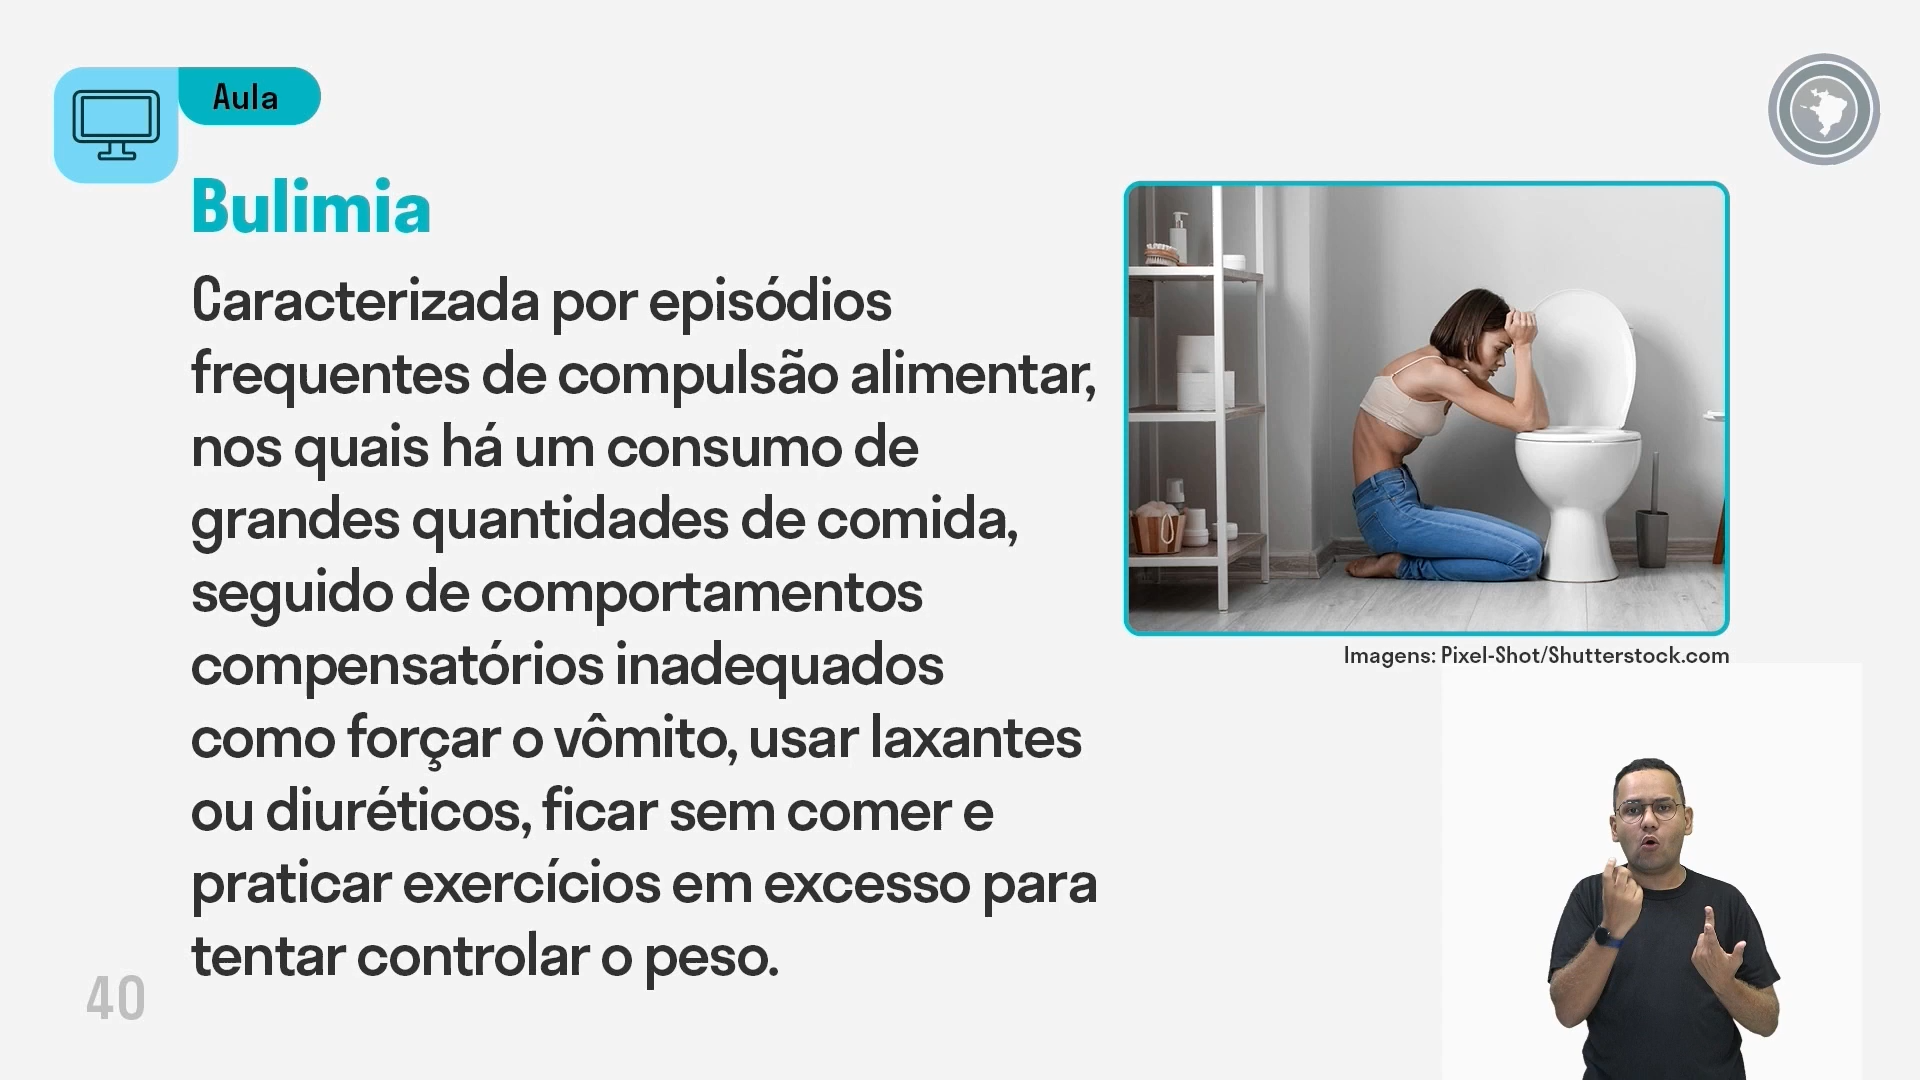 Aula
Bulimia
Caracterizada por episódios
frequentes de compulsão alimentar,
nos quais há um consumo de
grandes quantidades de comida,
seguido de comportamentos
compensatórios inadequados
como forçar o vômito, usar laxantes
ou diuréticos, ficar sem comer e
praticar exercícios em excesso para
tentar controlar o peso.
Imagens: Pixel-Shot/Shutterstock.com
40